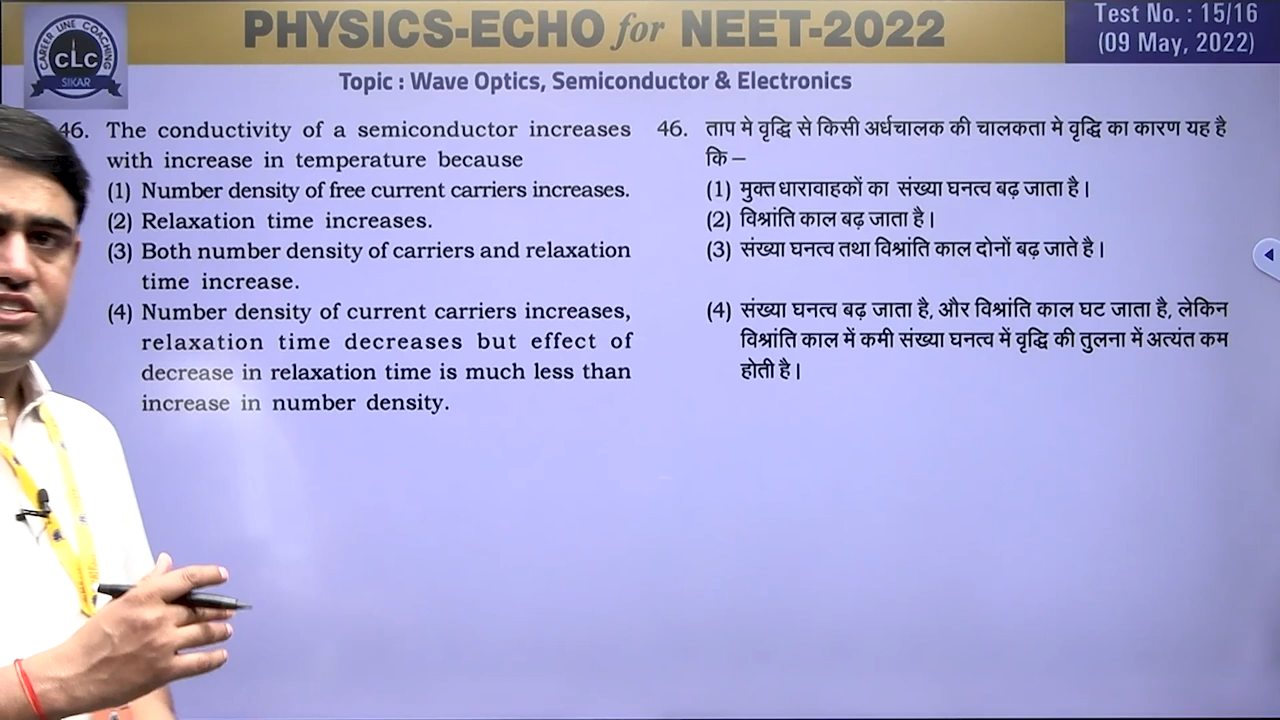 CAREER LINE COACHING
CLC
SIKAR
PHYSICS-ECHO for NEET-2022
Test No. : 15/16
(09 May, 2022)
Topic : Wave Optics, Semiconductor & Electronics
46. The conductivity of a semiconductor increases
with increase in temperature because
(1) Number density of free current carriers increases.
(2) Relaxation time increases.
(3) Both number density of carriers and relaxation
time increase.
(4) Number density of current carriers increases,
relaxation time decreases but effect of
decrease in relaxation time is much less than
increase in number density.
46. ताप मे वृद्धि से किसी अर्धचालक की चालकता मे वृद्धि का कारण यह है
कि –
(1) मुक्त धारावाहकों का संख्या घनत्व बढ़ जाता है।
(2) विश्रांति काल बढ़ जाता है।
(3) संख्या घनत्व तथा विश्रांति काल दोनों बढ़ जाते है।
(4) संख्या घनत्व बढ़ जाता है, और विश्रांति काल घट जाता है, लेकिन
विश्रांति काल में कमी संख्या घनत्व में वृद्धि की तुलना में अत्यंत कम
होती है।